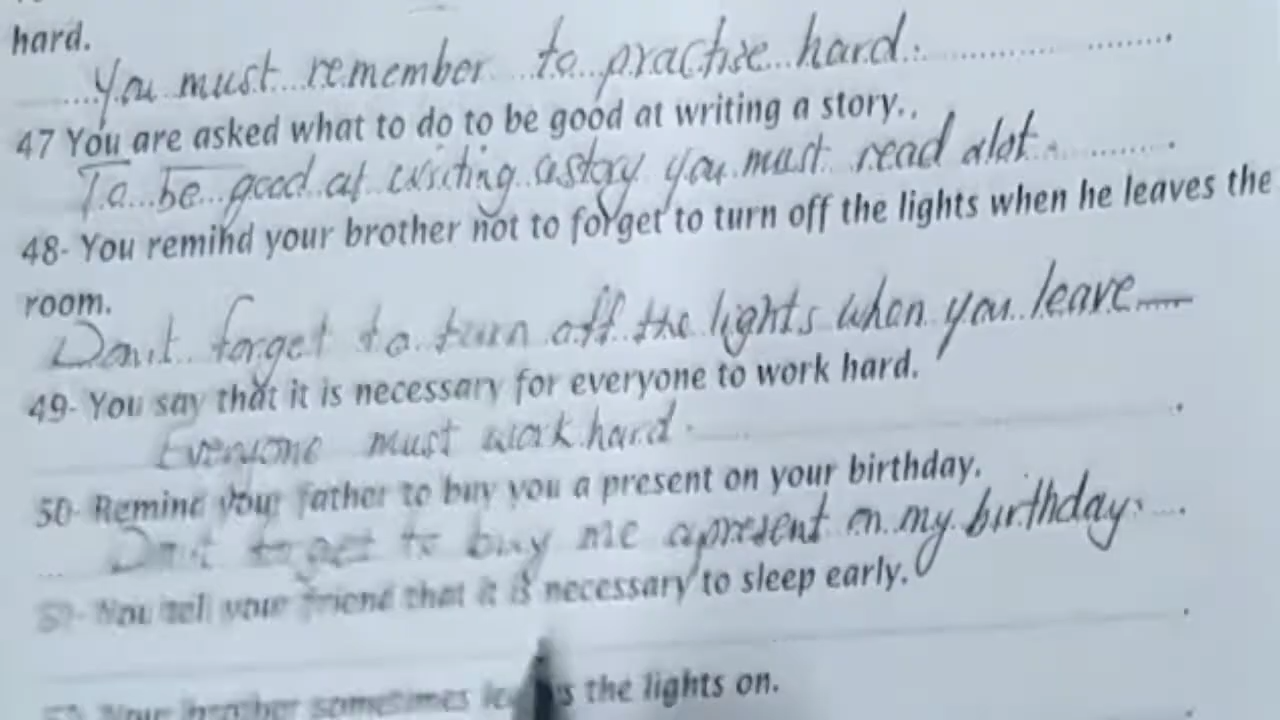 hard.
You must remember to practise hard.
47 You are asked what to do to be good at writing a story..
To be good at writing a story you must read alot.
48- You remind your brother not to forget to turn off the lights when he leaves the
room.
Don't forget to turn off the lights when you leave
49- You say that it is necessary for everyone to work hard.
Everyone must work hard.
50- Remind your father to buy you a present on your birthday.
Don't forget to buy me a present on my birthday.
You tell your friend that it is necessary to sleep early.
Your brother sometimes the lights on.